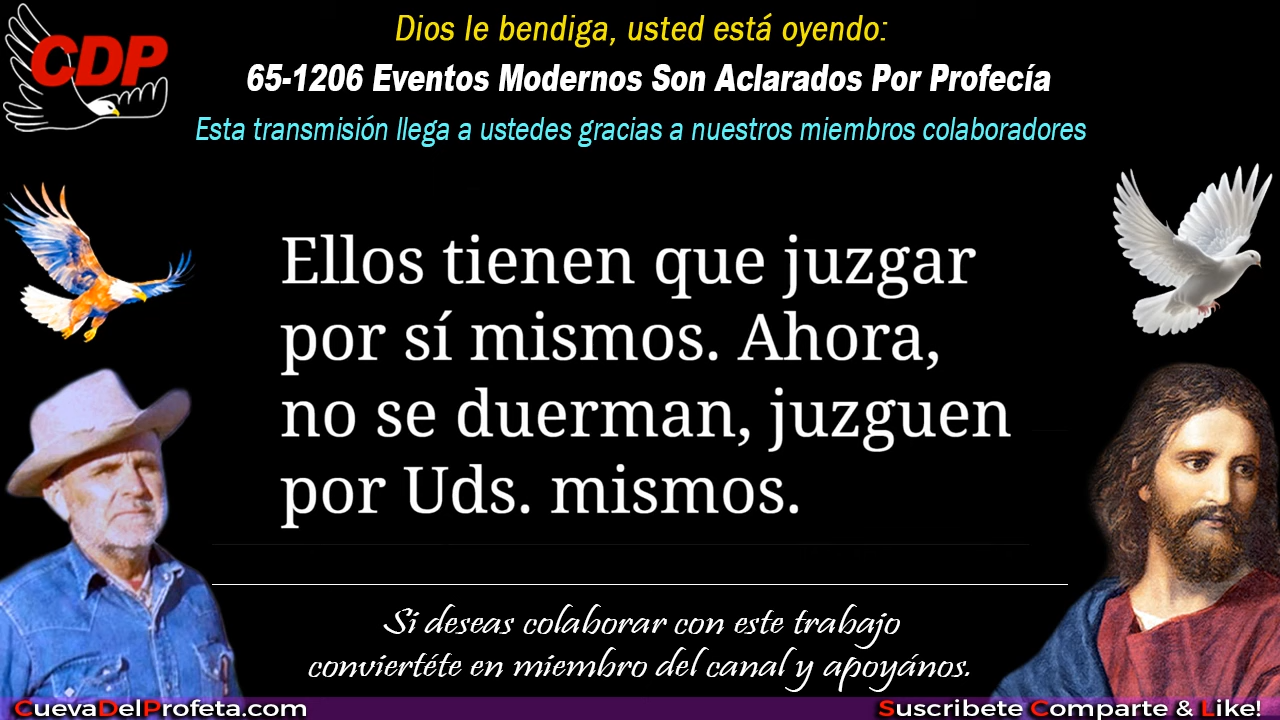 CDP
Dios le bendiga, usted está oyendo:
65-1206 Eventos Modernos Son Aclarados Por Profecía
Esta transmisión llega a ustedes gracias a nuestros miembros colaboradores
Ellos tienen que juzgar
por sí mismos. Ahora,
no se duerman, juzguen
por Uds. mismos.
Si deseas colaborar con este trabajo
conviertéte en miembro del canal y apoyános.
CuevaDelProfeta.com
Suscribete Comparte & Like!